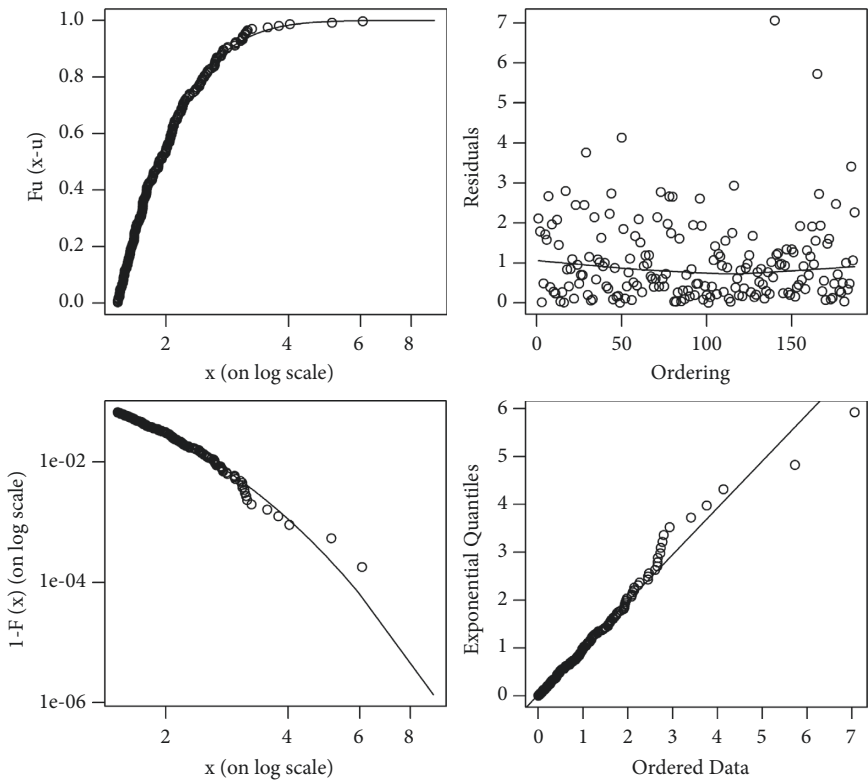 Fu (x-u)
1.0
0.8
0.6
0.4
0.2
0.0
2 4 6 8
x (on log scale)
Residuals
7
6
5
4
3
2
1
0
0 50 100 150
Ordering
1-F (x) (on log scale)
1e-02
1e-04
1e-06
2 4 6 8
x (on log scale)
Exponential Quantiles
6
5
4
3
2
1
0
0 1 2 3 4 5 6 7
Ordered Data